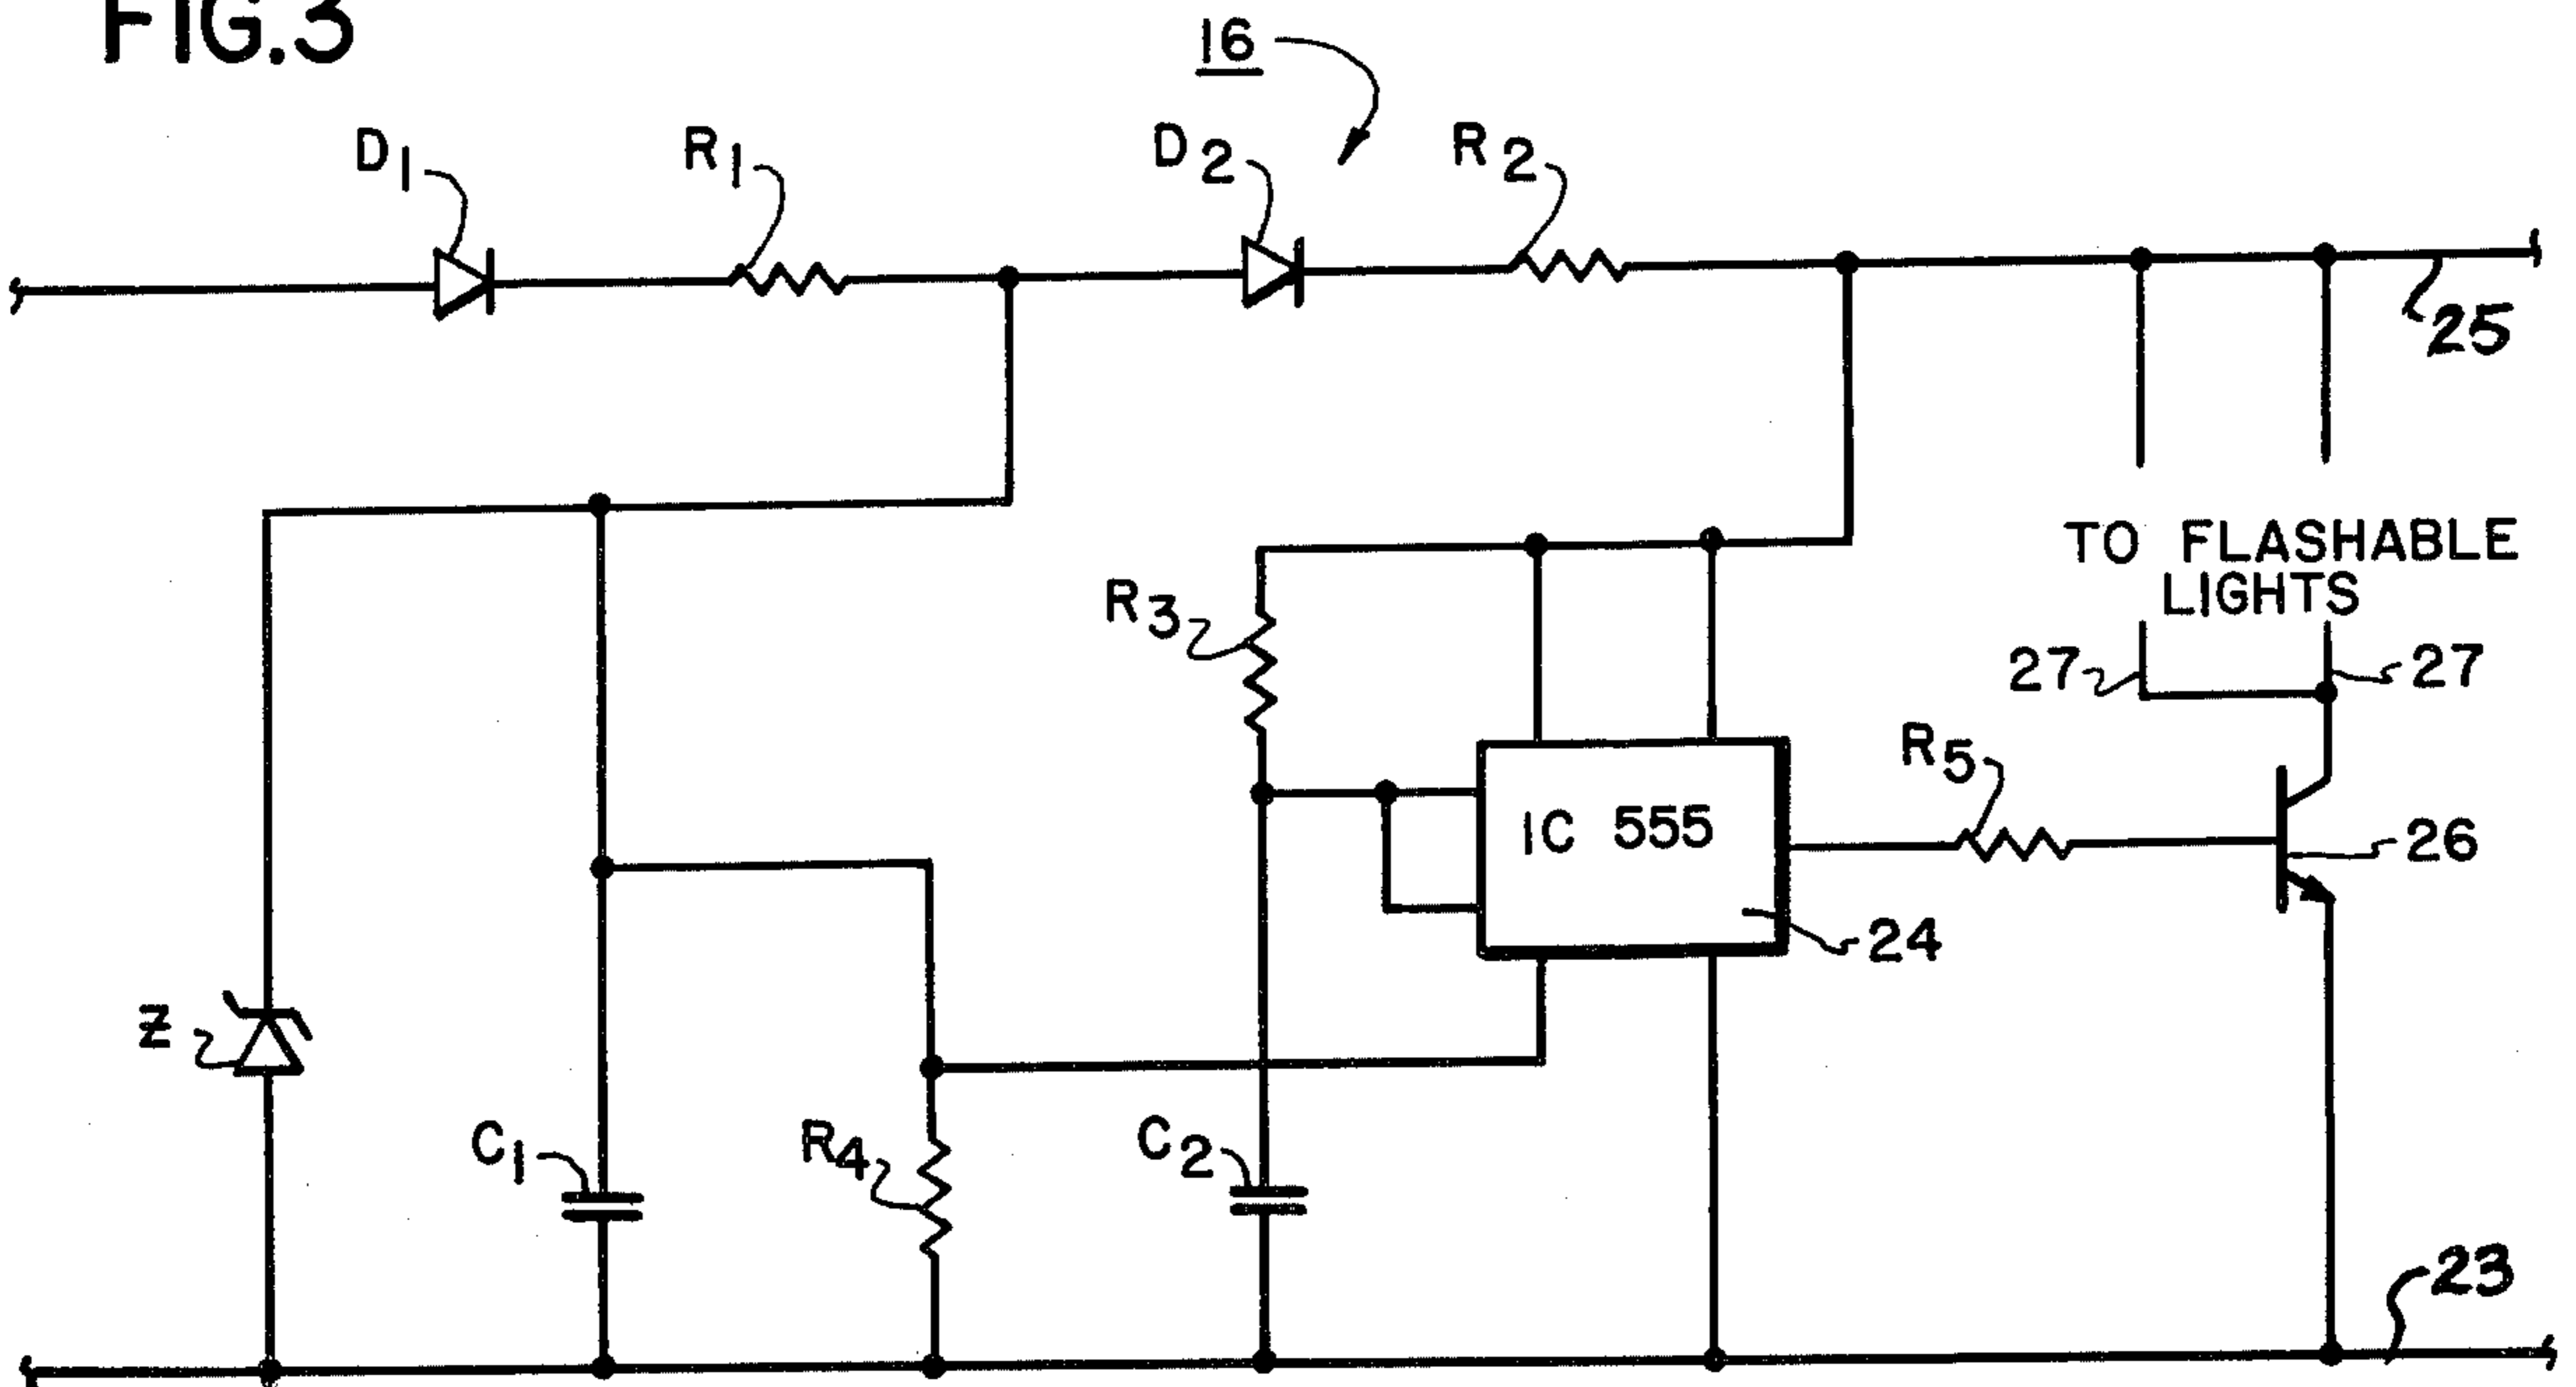 FIG.3
16
D1
R1
D2
R2
25
TO FLASHABLE
LIGHTS
R3
27
27
R5
IC 555
26
24
Z
C1
R4
C2
23